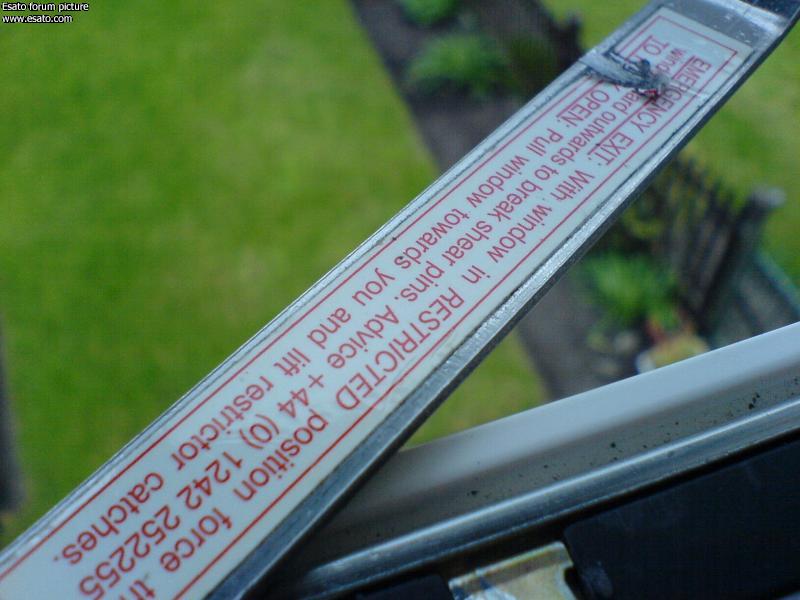 Esato forum picture
www.esato.com
EMERGENCY EXIT: With window in RESTRICTED position force
outwards to break shear pins. Advice +44 (0) 1242 252255
TO OPEN: Pull window towards you and lift restrictor catches.